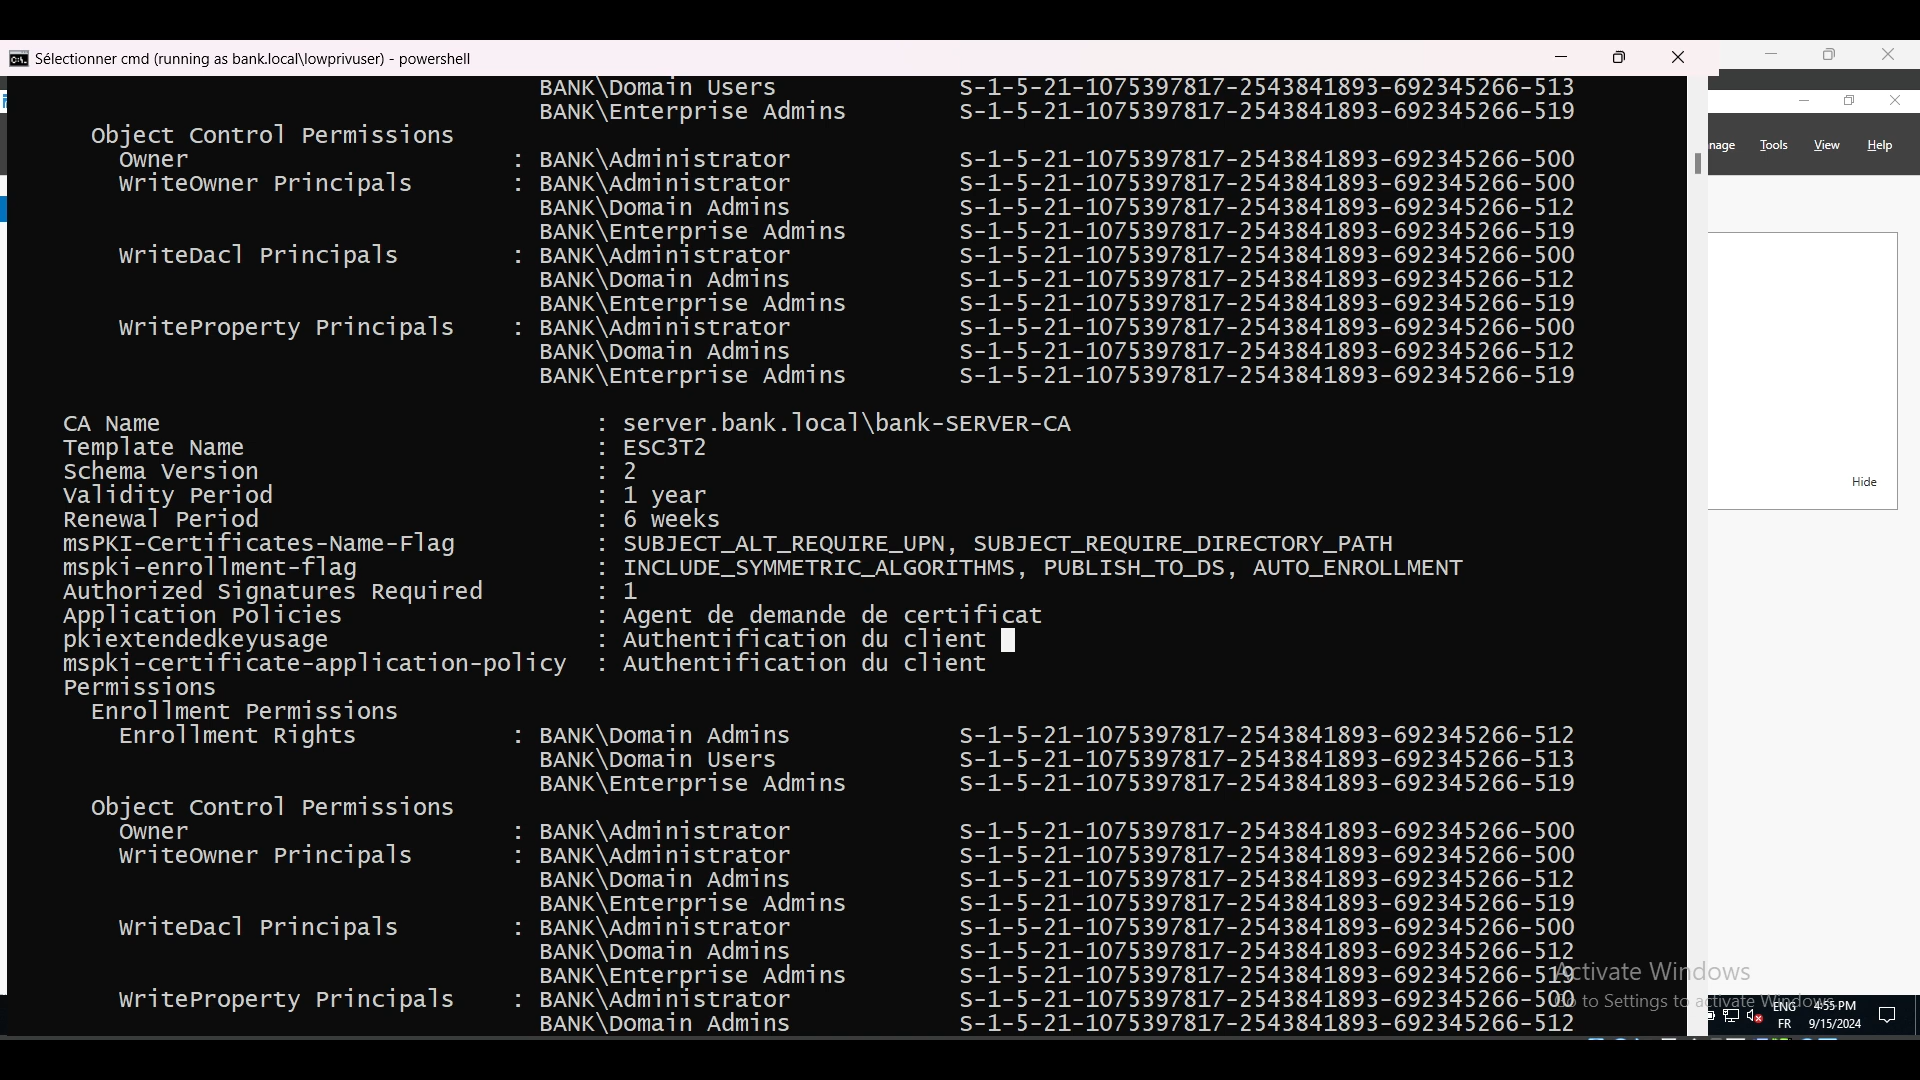 Sélectionner cmd (running as bank.local\lowprivuser) - powershell
BANK\Domain Users S-1-5-21-1075397817-2543841893-692345266-513
BANK\Enterprise Admins S-1-5-21-1075397817-2543841893-692345266-519
Object Control Permissions
Owner : BANK\Administrator S-1-5-21-1075397817-2543841893-692345266-500
WriteOwner Principals : BANK\Administrator S-1-5-21-1075397817-2543841893-692345266-500
BANK\Domain Admins S-1-5-21-1075397817-2543841893-692345266-512
BANK\Enterprise Admins S-1-5-21-1075397817-2543841893-692345266-519
WriteDacl Principals : BANK\Administrator S-1-5-21-1075397817-2543841893-692345266-500
BANK\Domain Admins S-1-5-21-1075397817-2543841893-692345266-512
BANK\Enterprise Admins S-1-5-21-1075397817-2543841893-692345266-519
WriteProperty Principals : BANK\Administrator S-1-5-21-1075397817-2543841893-692345266-500
BANK\Domain Admins S-1-5-21-1075397817-2543841893-692345266-512
BANK\Enterprise Admins S-1-5-21-1075397817-2543841893-692345266-519
CA Name : server.bank.local\bank-SERVER-CA
Template Name : ESC3T2
Schema Version : 2
Validity Period : 1 year
Renewal Period : 6 weeks
msPKI-Certificates-Name-Flag : SUBJECT_ALT_REQUIRE_UPN, SUBJECT_REQUIRE_DIRECTORY_PATH
mspki-enrollment-flag : INCLUDE_SYMMETRIC_ALGORITHMS, PUBLISH_TO_DS, AUTO_ENROLLMENT
Authorized Signatures Required : 1
Application Policies : Agent de demande de certificat
pkiextendedkeyusage : Authentification du client
mspki-certificate-application-policy : Authentification du client
Permissions
Enrollment Permissions
Enrollment Rights : BANK\Domain Admins S-1-5-21-1075397817-2543841893-692345266-512
BANK\Domain Users S-1-5-21-1075397817-2543841893-692345266-513
BANK\Enterprise Admins S-1-5-21-1075397817-2543841893-692345266-519
Object Control Permissions
Owner : BANK\Administrator S-1-5-21-1075397817-2543841893-692345266-500
WriteOwner Principals : BANK\Administrator S-1-5-21-1075397817-2543841893-692345266-500
BANK\Domain Admins S-1-5-21-1075397817-2543841893-692345266-512
BANK\Enterprise Admins S-1-5-21-1075397817-2543841893-692345266-519
WriteDacl Principals : BANK\Administrator S-1-5-21-1075397817-2543841893-692345266-500
BANK\Domain Admins S-1-5-21-1075397817-2543841893-692345266-512
BANK\Enterprise Admins S-1-5-21-1075397817-2543841893-692345266-519
WriteProperty Principals : BANK\Administrator S-1-5-21-1075397817-2543841893-692345266-500
BANK\Domain Admins S-1-5-21-1075397817-2543841893-692345266-512
nage Tools View Help
Hide
Activate Windows
Go to Settings to activate Windows.
ENG 4:55 PM
FR 9/15/2024